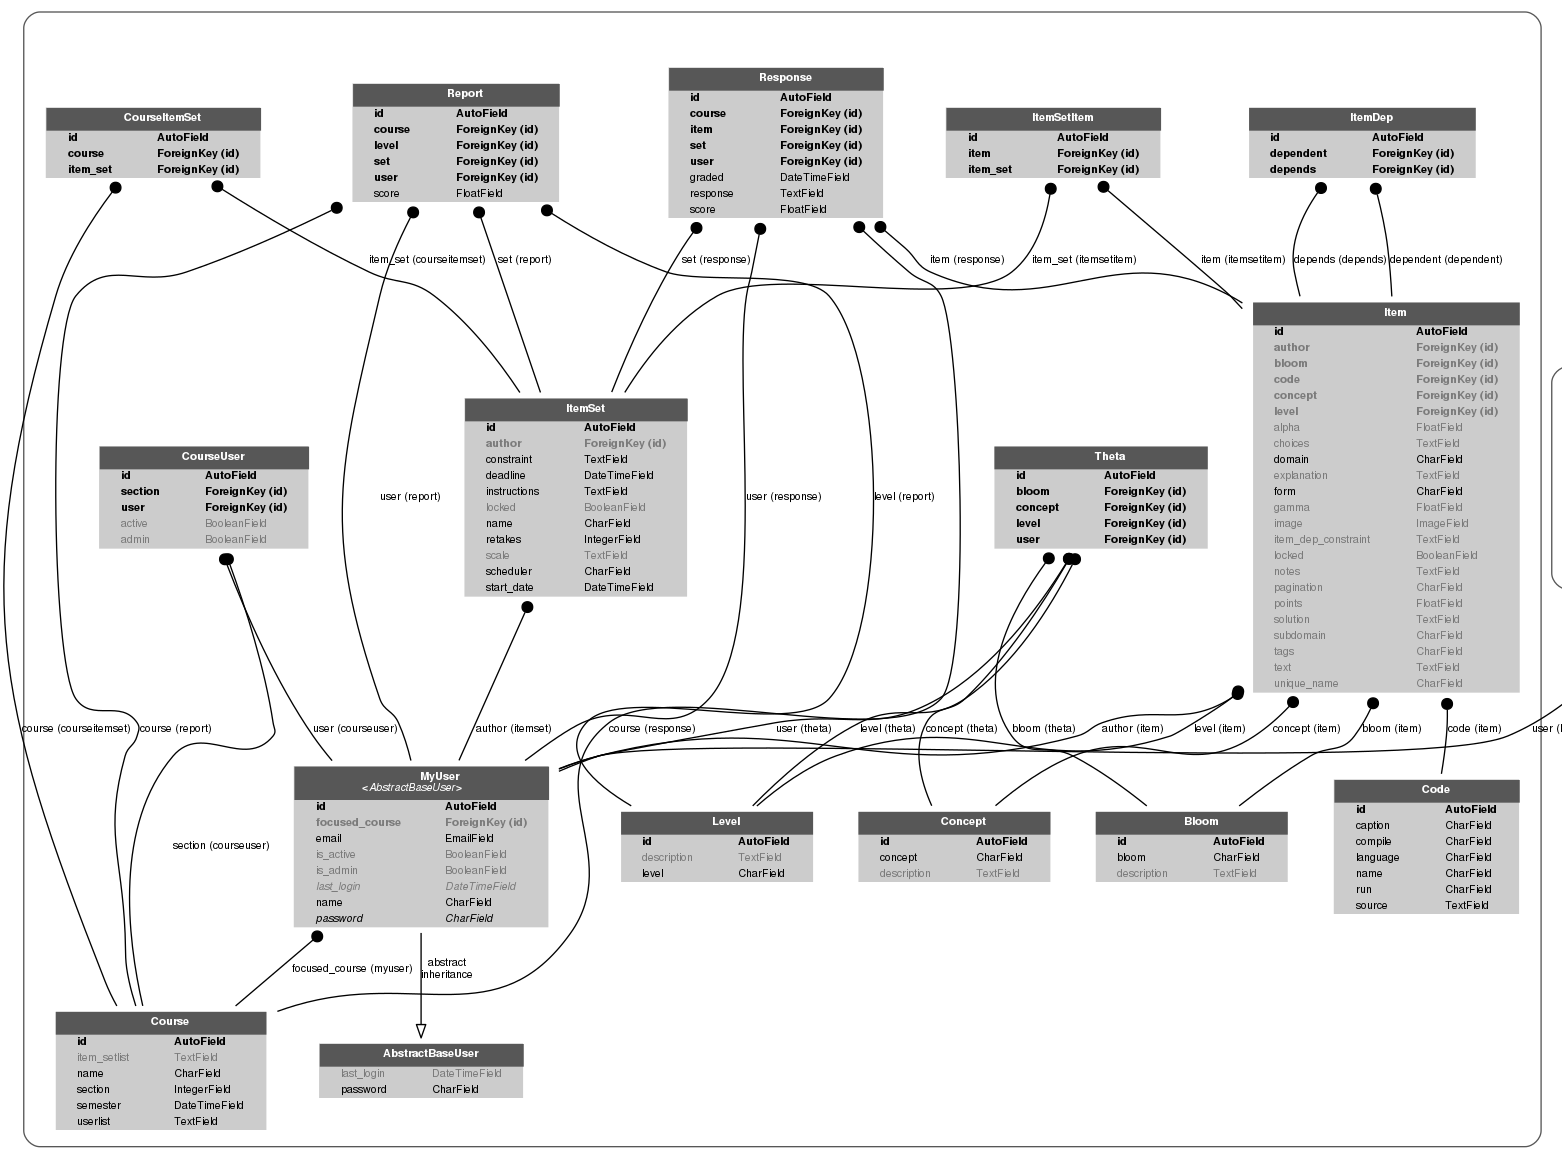 CourseItemSet
id AutoField
course ForeignKey (id)
item_set ForeignKey (id)
Report
id AutoField
course ForeignKey (id)
level ForeignKey (id)
set ForeignKey (id)
user ForeignKey (id)
score FloatField
Response
id AutoField
course ForeignKey (id)
item ForeignKey (id)
set ForeignKey (id)
user ForeignKey (id)
graded DateTimeField
response TextField
score FloatField
ItemSetItem
id AutoField
item ForeignKey (id)
item_set ForeignKey (id)
ItemDep
id AutoField
dependent ForeignKey (id)
depends ForeignKey (id)
item_set (courseitemset)
set (report)
set (response)
item (response)
item_set (itemsetitem)
item (itemsetitem)
depends (depends)
dependent (dependent)
Item
id AutoField
author ForeignKey (id)
bloom ForeignKey (id)
code ForeignKey (id)
concept ForeignKey (id)
level ForeignKey (id)
alpha FloatField
choices TextField
domain CharField
explanation TextField
form CharField
gamma FloatField
image ImageField
item_dep_constraint TextField
locked BooleanField
notes TextField
pagination CharField
points FloatField
solution TextField
subdomain CharField
tags CharField
text TextField
unique_name CharField
CourseUser
id AutoField
section ForeignKey (id)
user ForeignKey (id)
active BooleanField
admin BooleanField
user (report)
ItemSet
id AutoField
author ForeignKey (id)
constraint TextField
deadline DateTimeField
instructions TextField
locked BooleanField
name CharField
retakes IntegerField
scale TextField
scheduler CharField
start_date DateTimeField
user (response)
level (report)
Theta
id AutoField
bloom ForeignKey (id)
concept ForeignKey (id)
level ForeignKey (id)
user ForeignKey (id)
course (courseitemset)
course (report)
user (courseuser)
author (itemset)
course (response)
user (theta)
level (theta)
concept (theta)
bloom (theta)
author (item)
level (item)
concept (item)
bloom (item)
code (item)
user (
section (courseuser)
MyUser
<AbstractBaseUser>
id AutoField
focused_course ForeignKey (id)
email EmailField
is_active BooleanField
is_admin BooleanField
last_login DateTimeField
name CharField
password CharField
Level
id AutoField
description TextField
level CharField
Concept
id AutoField
concept CharField
description TextField
Bloom
id AutoField
bloom CharField
description TextField
Code
id AutoField
caption CharField
compile CharField
language CharField
name CharField
run CharField
source TextField
focused_course (myuser)
abstract
inheritance
Course
id AutoField
item_setlist TextField
name CharField
section IntegerField
semester DateTimeField
userlist TextField
AbstractBaseUser
last_login DateTimeField
password CharField